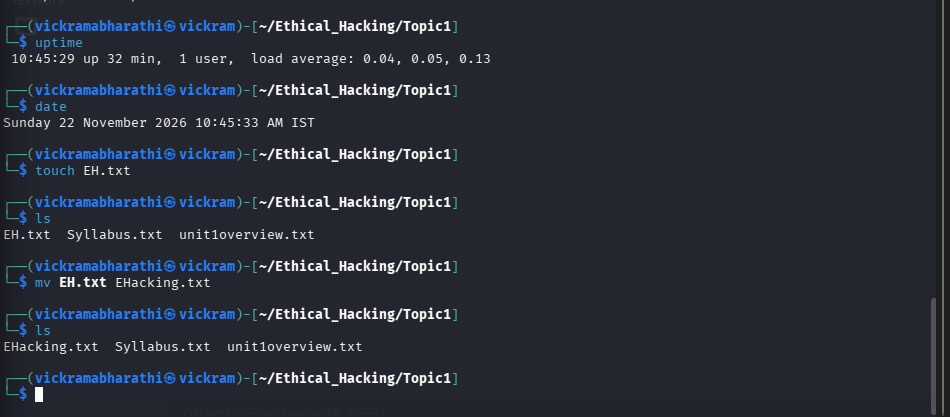 ┌──(vickrambharathi㉿vickram)-[~/Ethical_Hacking/Topic1]
└─$ uptime
 10:45:29 up 32 min,  1 user,  load average: 0.04, 0.05, 0.13
┌──(vickramabharathi㉿vickram)-[~/Ethical_Hacking/Topic1]
└─$ date
Sunday 22 November 2026 10:45:33 AM IST
┌──(vickramabharathi㉿vickram)-[~/Ethical_Hacking/Topic1]
└─$ touch EH.txt
┌──(vickramabharathi㉿vickram)-[~/Ethical_Hacking/Topic1]
└─$ ls
EH.txt  Syllabus.txt  unit1overview.txt
┌──(vickramabharathi㉿vickram)-[~/Ethical_Hacking/Topic1]
└─$ mv EH.txt EHacking.txt
┌──(vickramabharathi㉿vickram)-[~/Ethical_Hacking/Topic1]
└─$ ls
EHacking.txt  Syllabus.txt  unit1overview.txt
┌──(vickramabharathi㉿vickram)-[~/Ethical_Hacking/Topic1]
└─$